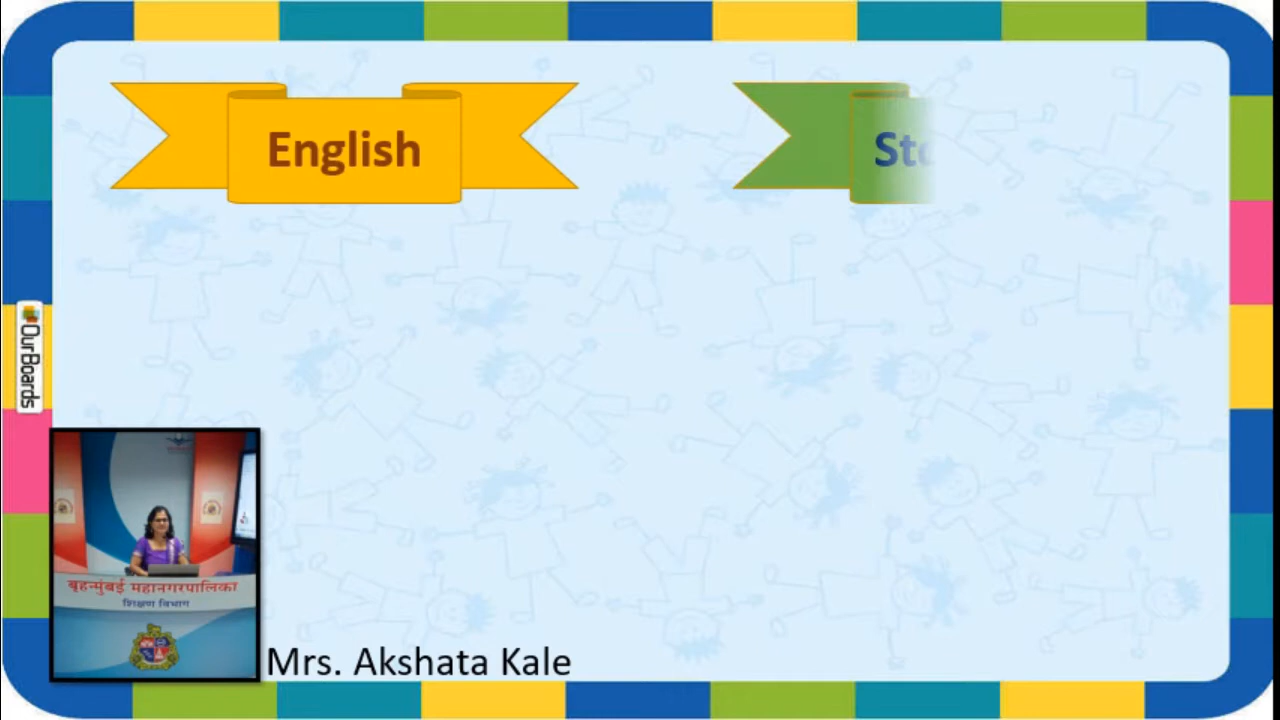 English
OurBoards
बृहन्मुंबई महानगरपालिका
शिक्षण विभाग
Mrs. Akshata Kale